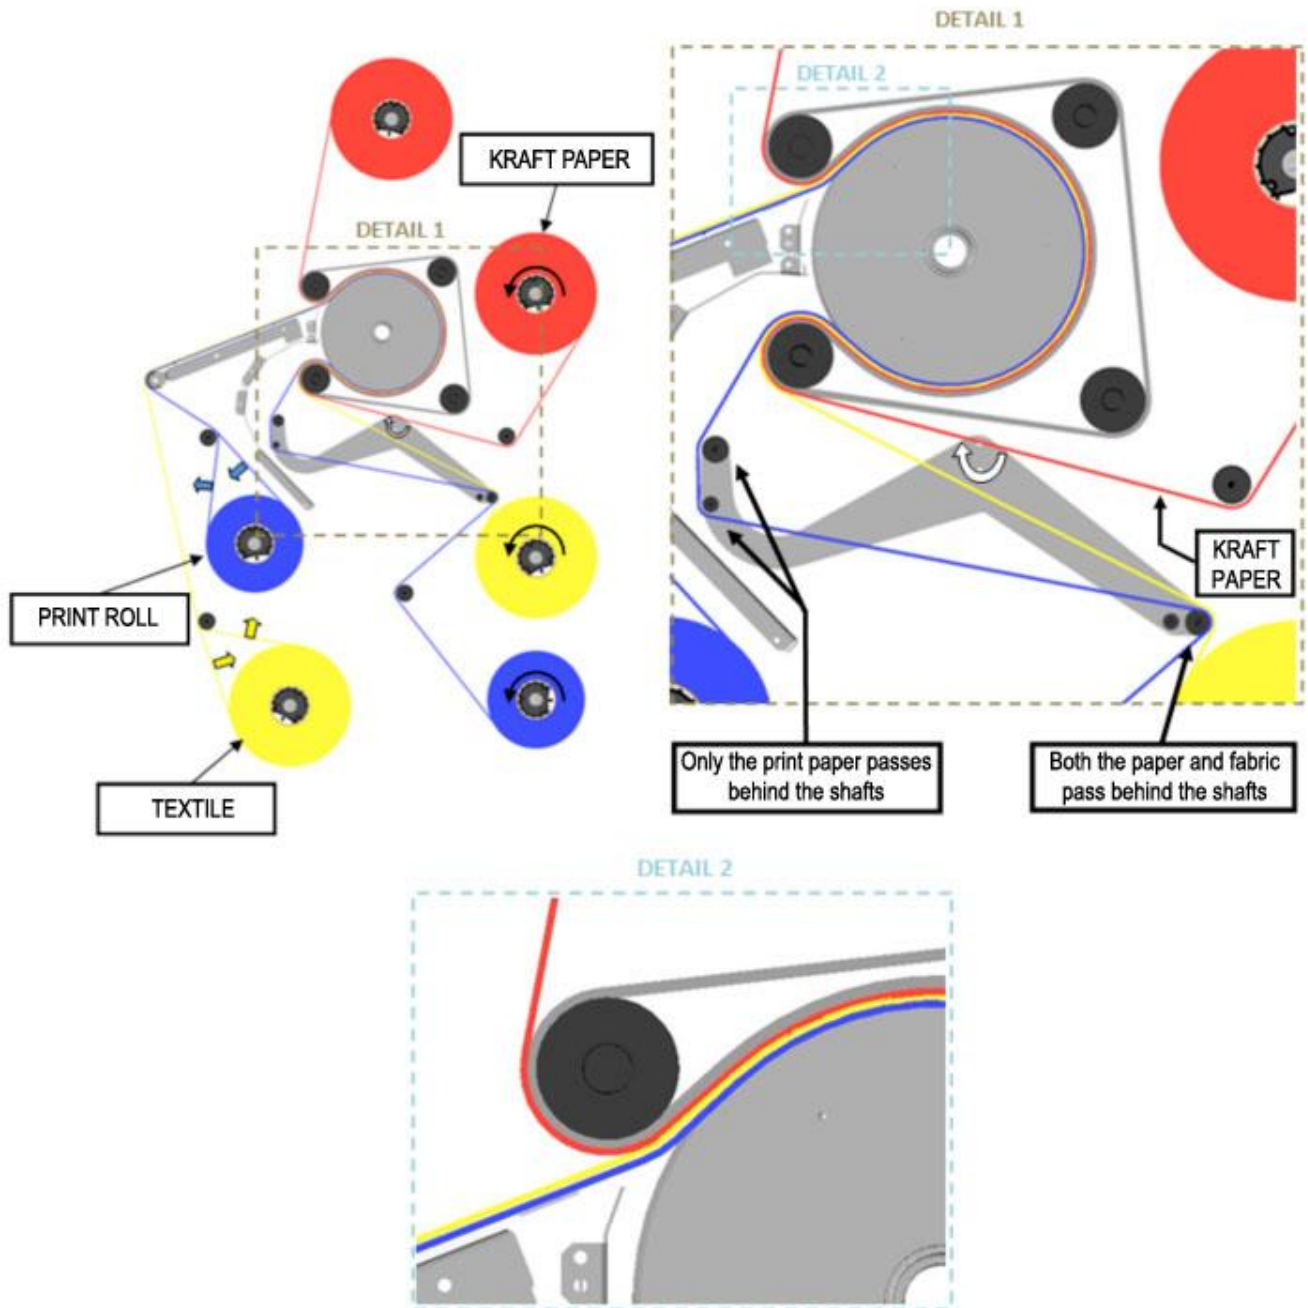 DETAIL 1
DETAIL 2
KRAFT PAPER
DETAIL 1
PRINT ROLL
TEXTILE
KRAFT
PAPER
Only the print paper passes
behind the shafts
Both the paper and fabric
pass behind the shafts
DETAIL 2